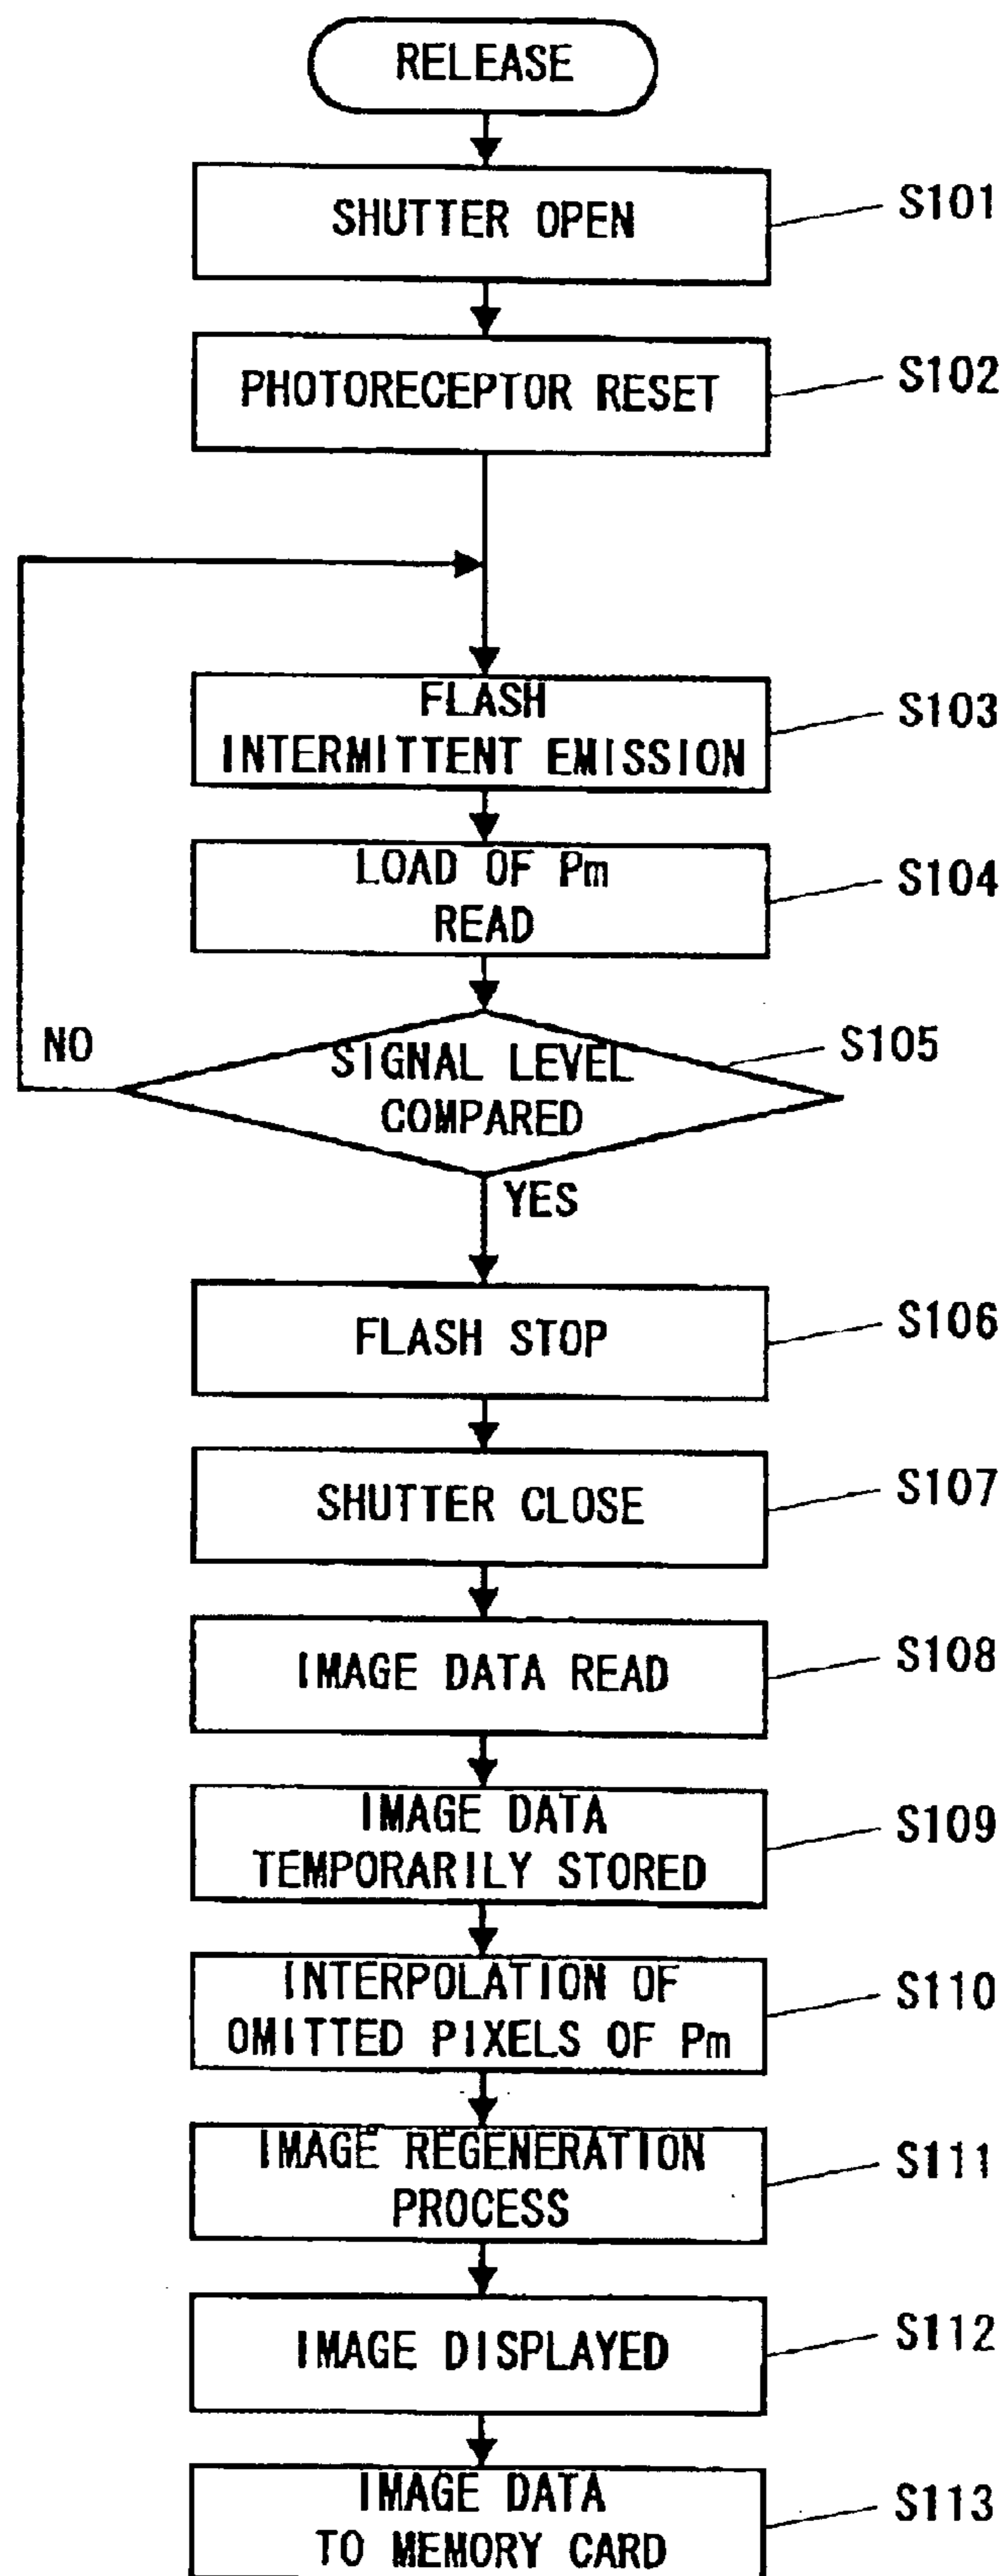 RELEASE
SHUTTER OPEN
S101
PHOTORECEPTOR RESET
S102
FLASH
INTERMITTENT EMISSION
S103
LOAD OF Pm
READ
S104
NO
SIGNAL LEVEL
COMPARED
S105
YES
FLASH STOP
S106
SHUTTER CLOSE
S107
IMAGE DATA READ
S108
IMAGE DATA
TEMPORARILY STORED
S109
INTERPOLATION OF
OMITTED PIXELS OF Pm
S110
IMAGE REGENERATION
PROCESS
S111
IMAGE DISPLAYED
S112
IMAGE DATA
TO MEMORY CARD
S113